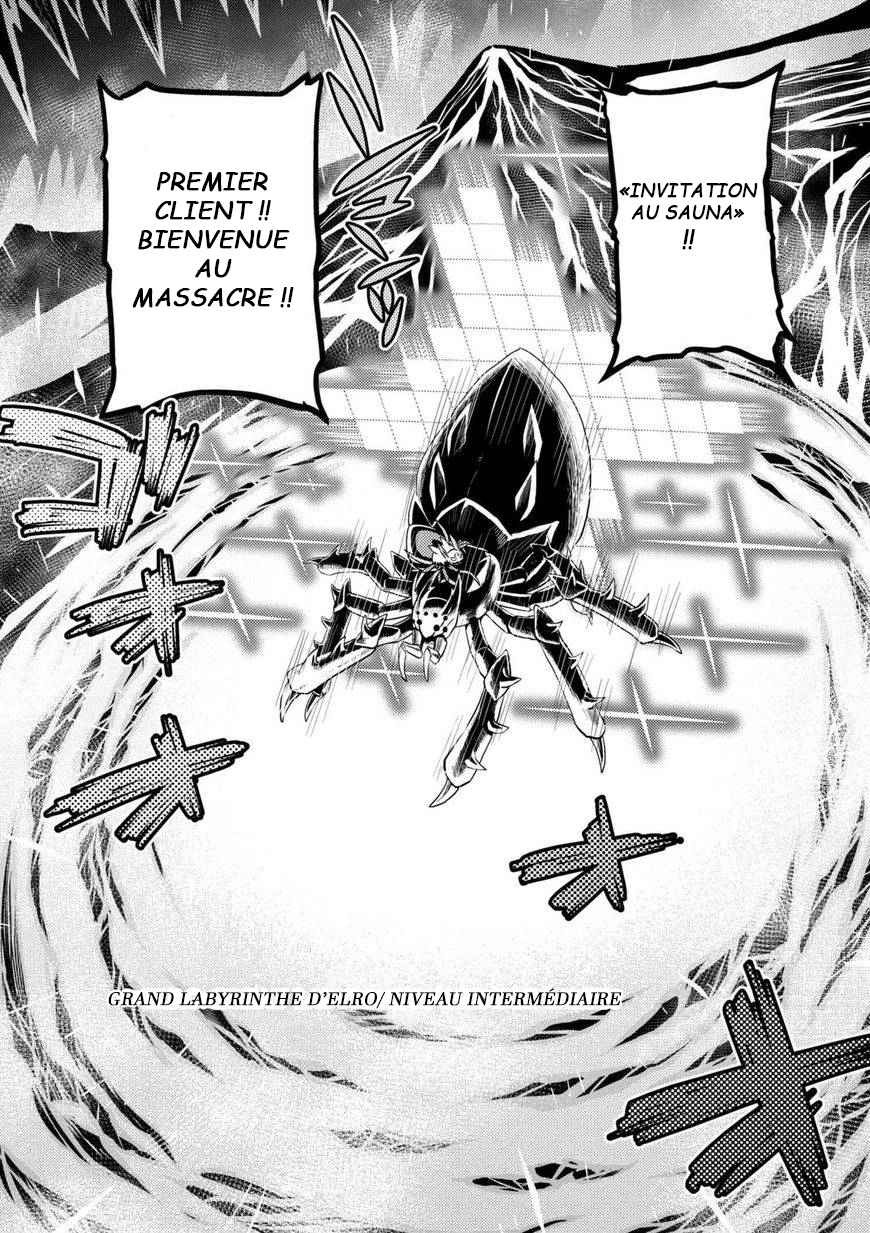 «INVITATION
AU SAUNA»
!!
PREMIER
CLIENT !!
BIENVENUE
AU
MASSACRE !!
GRAND LABYRINTHE D'ELRO/ NIVEAU INTERMÉDIAIRE